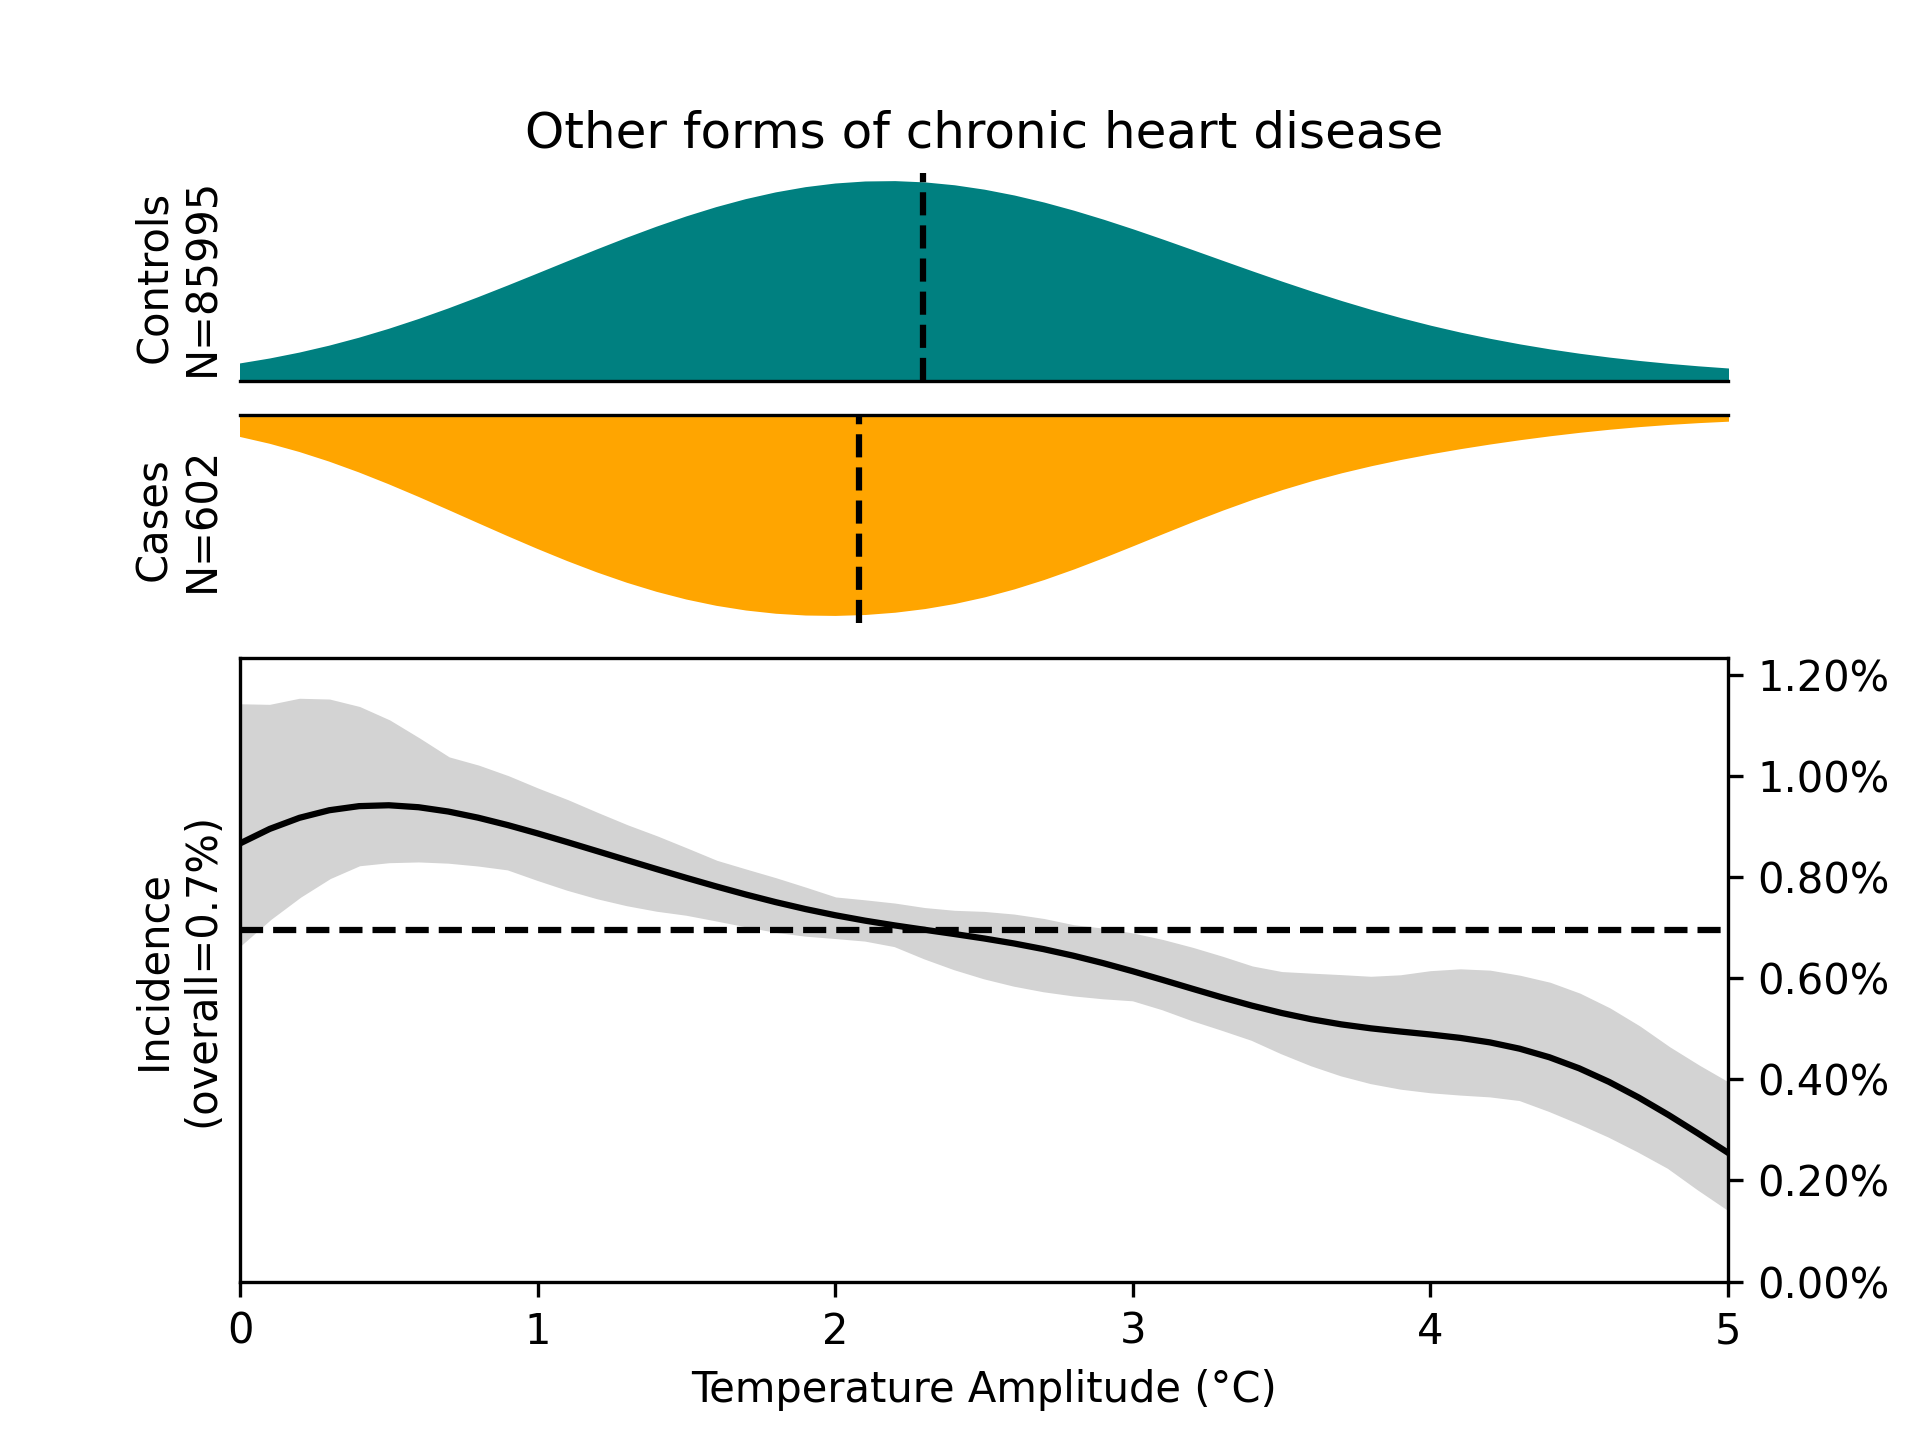 Other forms of chronic heart disease
Controls
N=85995
Cases
N=602
Incidence
(overall=0.7%)
1.20%
1.00%
0.80%
0.60%
0.40%
0.20%
0.00%
0 1 2 3 4 5
Temperature Amplitude (°C)